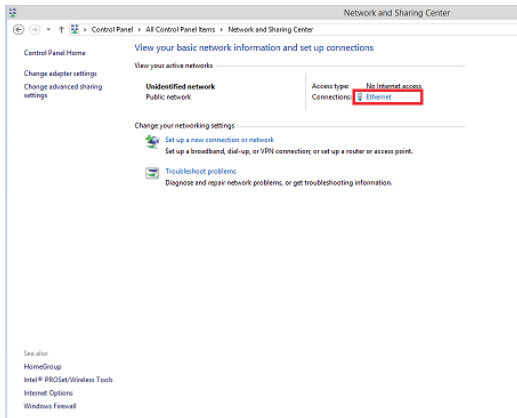 Network and Sharing Center
Control Panel › All Control Panel Items › Network and Sharing Center
Control Panel Home
Change adapter settings
Change advanced sharing
settings
View your basic network information and set up connections
View your active networks
Unidentified network
Public network
Access type: No Internet access
Connections: Ethernet
Change your networking settings
Set up a new connection or network
Set up a broadband, dial-up, or VPN connection; or set up a router or access point.
Troubleshoot problems
Diagnose and repair network problems, or get troubleshooting information.
See also
HomeGroup
Intel® PROSet/Wireless Tools
Internet Options
Windows Firewall